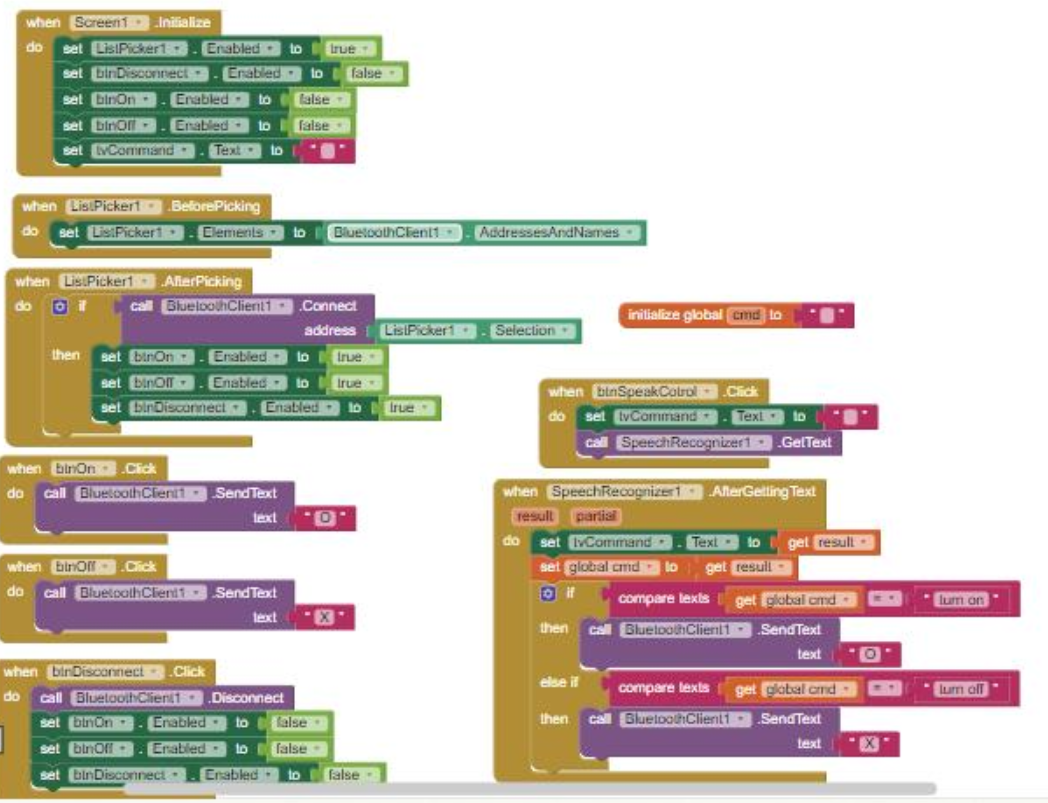 when Screen1 .Initialize
do set ListPicker1 . Enabled to true
set btnDisconnect . Enabled to false
set btnOn . Enabled to false
set btnOff . Enabled to false
set tvCommand . Text to " "
when ListPicker1 .BeforePicking
do set ListPicker1 . Elements to BluetoothClient1 . AddressesAndNames
when ListPicker1 .AfterPicking
do if call BluetoothClient1 .Connect
address ListPicker1 . Selection
then set btnOn . Enabled to true
set btnOff . Enabled to true
set btnDisconnect . Enabled to true
when btnOn .Click
do call BluetoothClient1 .SendText
text " O "
when btnOff .Click
do call BluetoothClient1 .SendText
text " X "
when btnDisconnect .Click
do call BluetoothClient1 .Disconnect
set btnOn . Enabled to false
set btnOff . Enabled to false
set btnDisconnect . Enabled to false
initialize global cmd to " "
when btnSpeakCotrol .Click
do set tvCommand . Text to " "
call SpeechRecognizer1 .GetText
when SpeechRecognizer1 .AfterGettingText
result partial
do set tvCommand . Text to get result
set global cmd to get result
if compare texts get global cmd = " turn on "
then call BluetoothClient1 .SendText
text " O "
else if compare texts get global cmd = " turn off "
then call BluetoothClient1 .SendText
text " X "